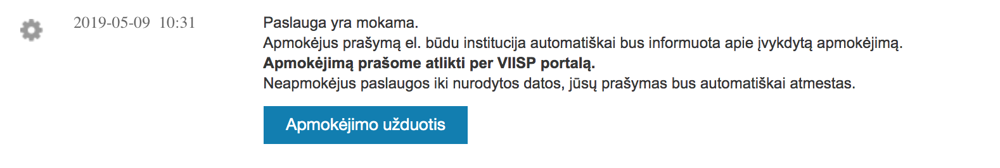 2019-05-09 10:31
Paslauga yra mokama.
Apmokėjus prašymą el. būdu institucija automatiškai bus informuota apie įvykdytą apmokėjimą.
Apmokėjimą prašome atlikti per VIISP portalą.
Neapmokėjus paslaugos iki nurodytos datos, jūsų prašymas bus automatiškai atmestas.
Apmokėjimo užduotis